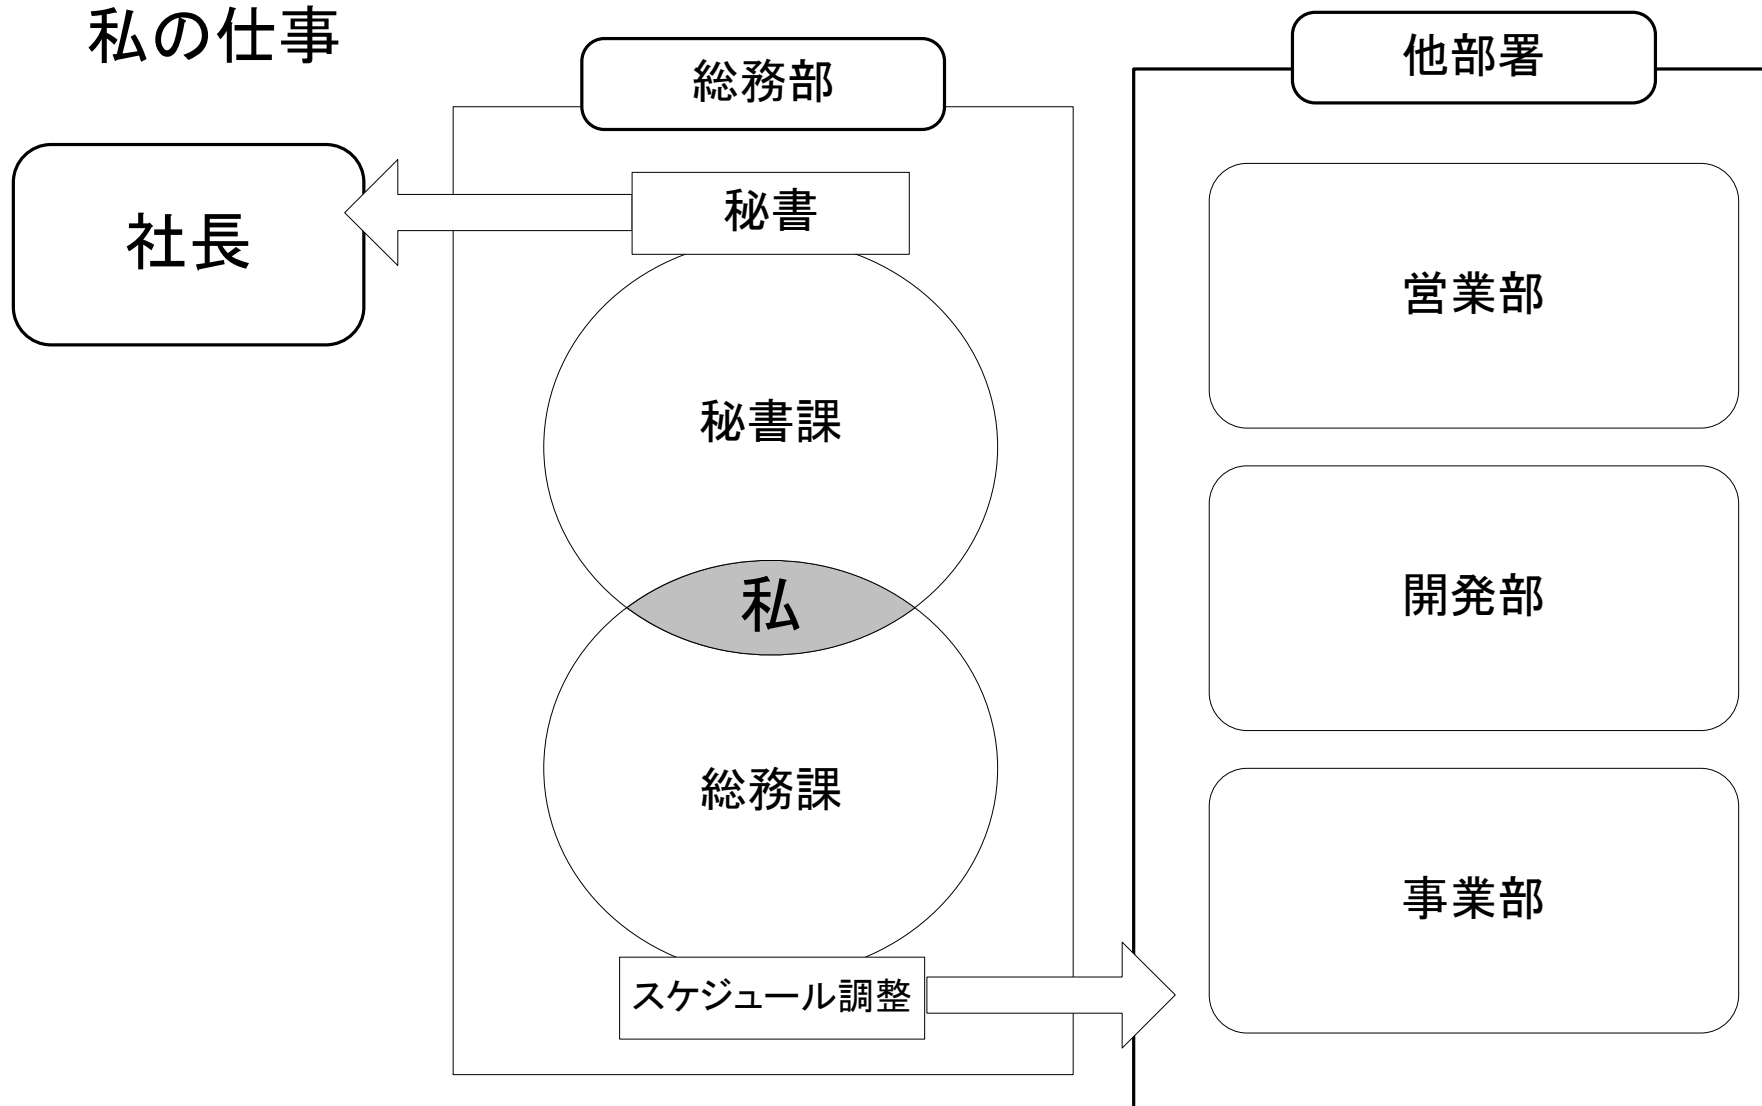 私の仕事
社長
総務部
秘書
秘書課
私
総務課
スケジュール調整
他部署
営業部
開発部
事業部